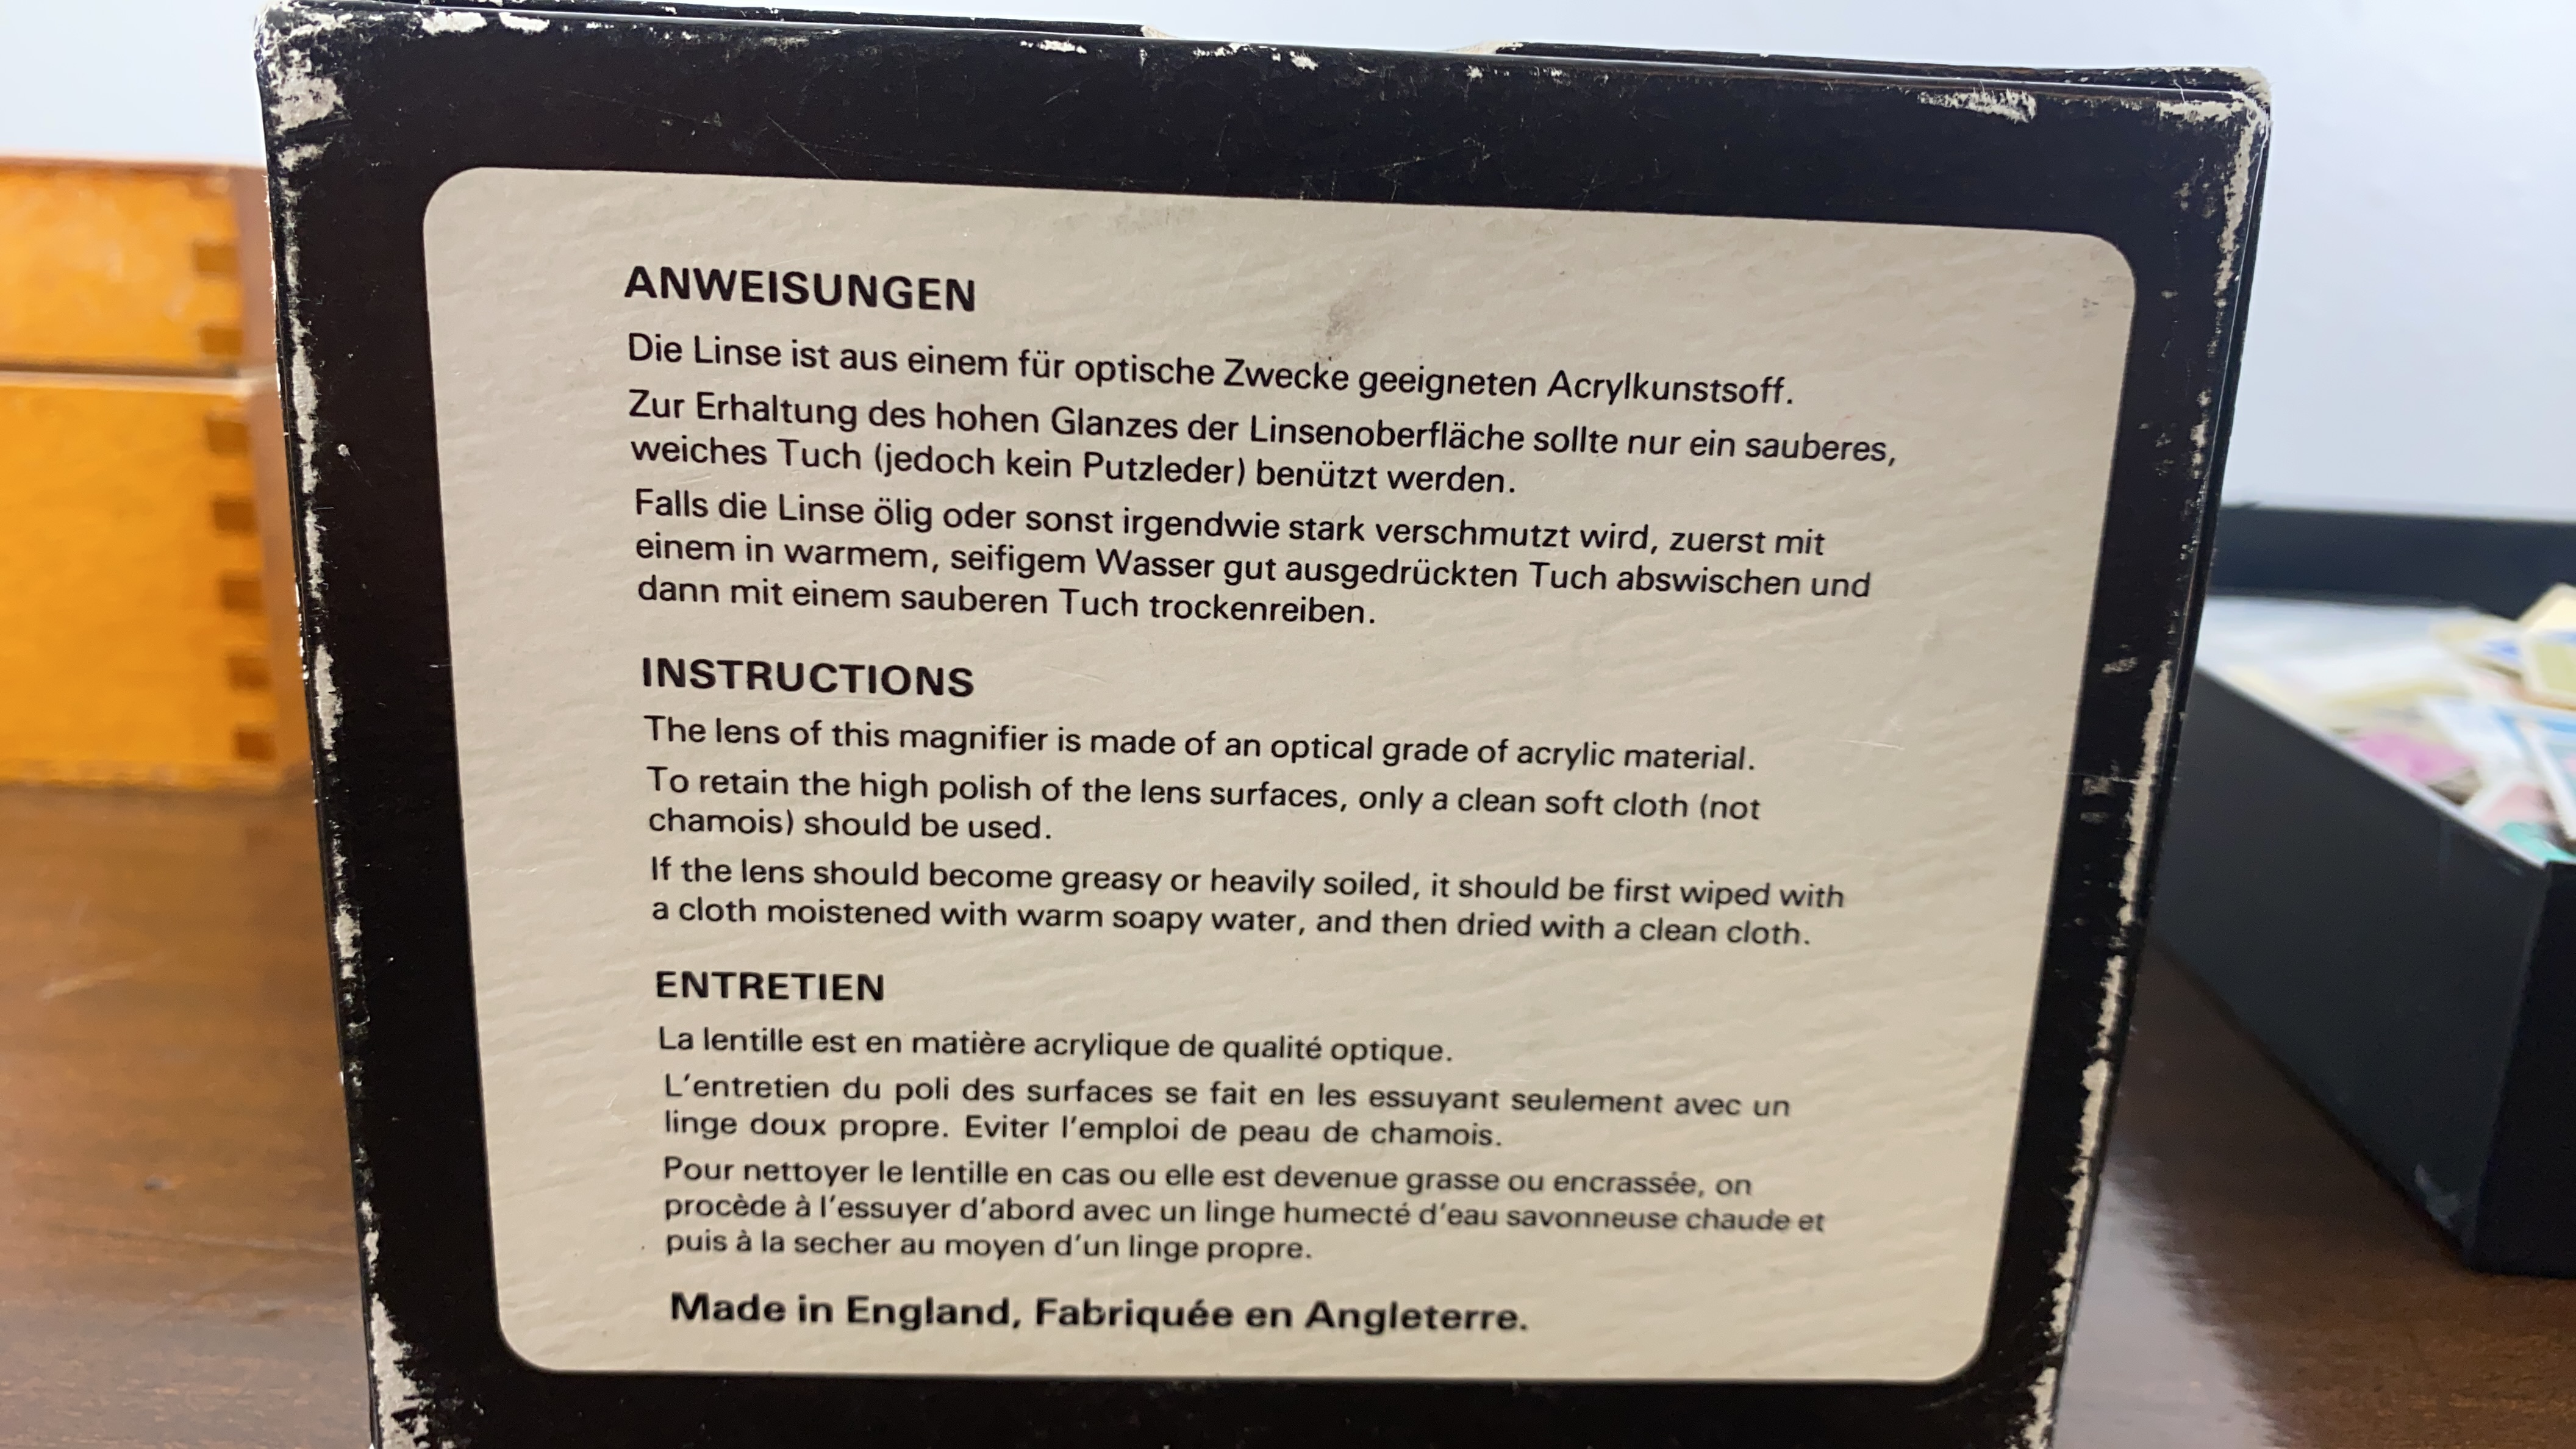 ANWEISUNGEN
Die Linse ist aus einem für optische Zwecke geeigneten Acrylkunstsoff.
Zur Erhaltung des hohen Glanzes der Linsenoberfläche sollte nur ein sauberes,
weiches Tuch (jedoch kein Putzleder) benützt werden.
Falls die Linse ölig oder sonst irgendwie stark verschmutzt wird, zuerst mit
einem in warmem, seifigem Wasser gut ausgedrückten Tuch abswischen und
dann mit einem sauberen Tuch trockenreiben.
INSTRUCTIONS
The lens of this magnifier is made of an optical grade of acrylic material.
To retain the high polish of the lens surfaces, only a clean soft cloth (not
chamois) should be used.
If the lens should become greasy or heavily soiled, it should be first wiped with
a cloth moistened with warm soapy water, and then dried with a clean cloth.
ENTRETIEN
La lentille est en matière acrylique de qualité optique.
L'entretien du poli des surfaces se fait en les essuyant seulement avec un
linge doux propre. Eviter l'emploi de peau de chamois.
Pour nettoyer le lentille en cas ou elle est devenue grasse ou encrassée, on
procède à l'essuyer d'abord avec un linge humecté d'eau savonneuse chaude et
puis à la secher au moyen d'un linge propre.
Made in England, Fabriquée en Angleterre.